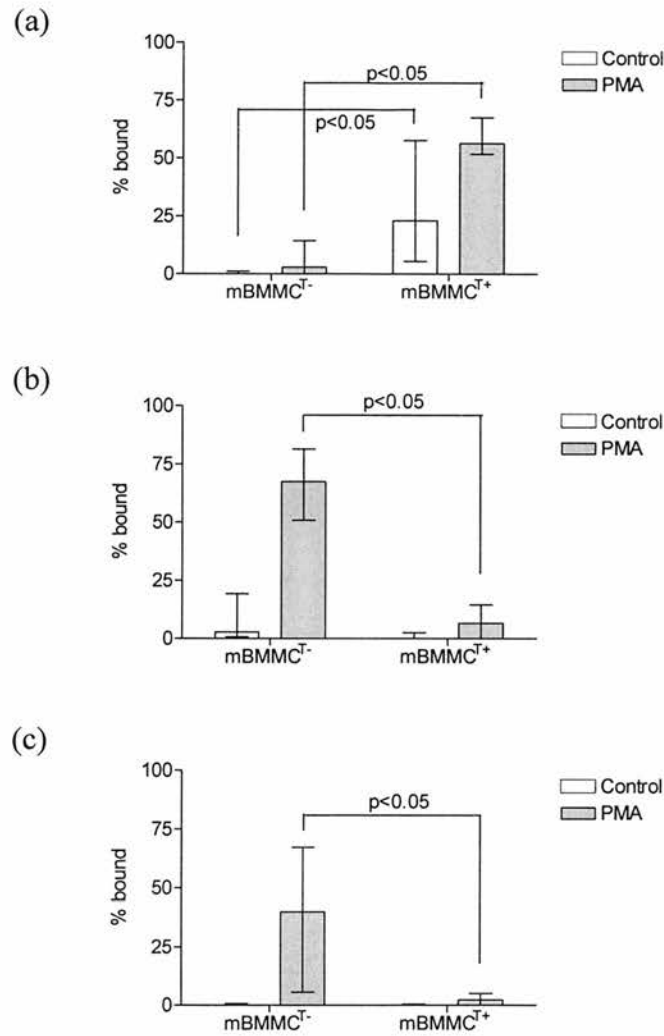 (a)
100
75
50
25
0
% bound
p<0.05
p<0.05
mBMMC^T-
mBMMC^T+
Control
PMA
(b)
100
75
50
25
0
% bound
p<0.05
mBMMC^T-
mBMMC^T+
Control
PMA
(c)
100
75
50
25
0
% bound
p<0.05
mBMMC^T-
mBMMC^T+
Control
PMA